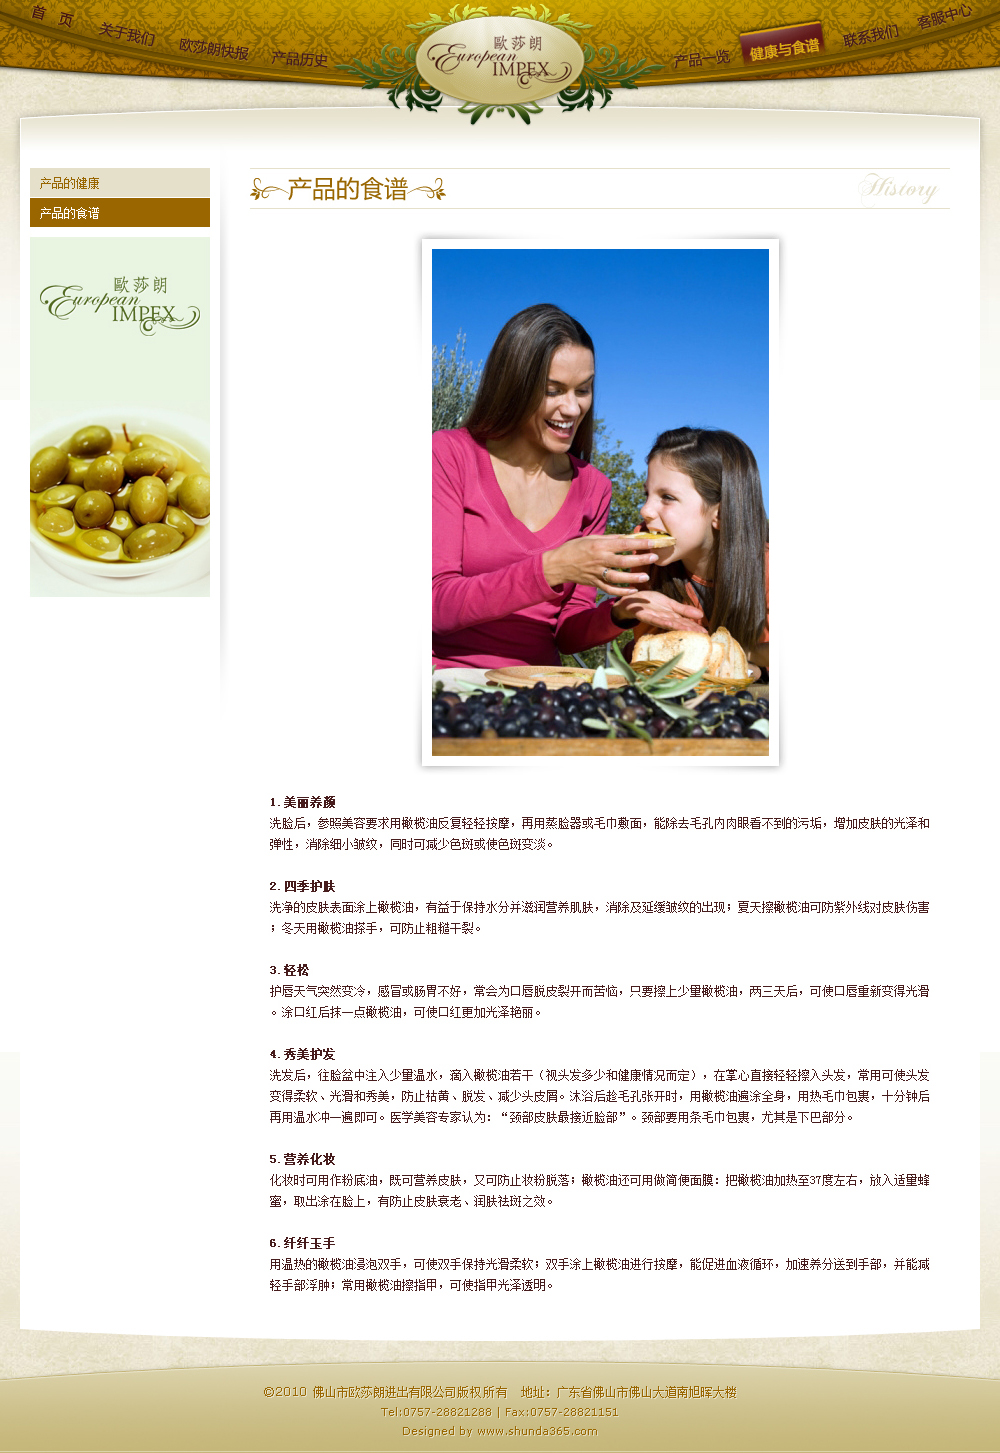 首 页
关于我们
欧莎朗快报
产品历史
歐莎朗
European
IMPEX
产品一览
健康与食谱
联系我们
客服中心
产品的健康
产品的食谱
歐莎朗
European
IMPEX
产品的食谱
History
1. 美丽养颜
洗脸后，参照美容要求用橄榄油反复轻轻按摩，再用蒸脸器或毛巾敷面，能除去毛孔内肉眼看不到的污垢，增加皮肤的光泽和
弹性，消除细小皱纹，同时可减少色斑或使色斑变淡。
2. 四季护肤
洗净的皮肤表面涂上橄榄油，有益于保持水分并滋润营养肌肤，消除及延缓皱纹的出现；夏天擦橄榄油可防紫外线对皮肤伤害
；冬天用橄榄油搽手，可防止粗糙干裂。
3. 轻松
护唇天气突然变冷，感冒或肠胃不好，常会为口唇脱皮裂开而苦恼，只要擦上少量橄榄油，两三天后，可使口唇重新变得光滑
。涂口红后抹一点橄榄油，可使口红更加光泽艳丽。
4. 秀美护发
洗发后，往脸盆中注入少量温水，滴入橄榄油若干（视头发多少和健康情况而定），在掌心直接轻轻擦入头发，常用可使头发
变得柔软、光滑和秀美，防止枯黄、脱发、减少头皮屑。沐浴后趁毛孔张开时，用橄榄油遍涂全身，用热毛巾包裹，十分钟后
再用温水冲一遍即可。医学美容专家认为：“颈部皮肤最接近脸部”。颈部要用条毛巾包裹，尤其是下巴部分。
5. 营养化妆
化妆时可用作粉底油，既可营养皮肤，又可防止妆粉脱落；橄榄油还可用做简便面膜：把橄榄油加热至37度左右，放入适量蜂
蜜，取出涂在脸上，有防止皮肤衰老、润肤祛斑之效。
6. 纤纤玉手
用温热的橄榄油浸泡双手，可使双手保持光滑柔软；双手涂上橄榄油进行按摩，能促进血液循环，加速养分送到手部，并能减
轻手部浮肿；常用橄榄油擦指甲，可使指甲光泽透明。
©2010 佛山市欧莎朗进出有限公司版权所有 地址：广东省佛山市佛山大道南旭晖大楼
Tel:0757-28821288 | Fax:0757-28821151
Designed by www.shunda365.com